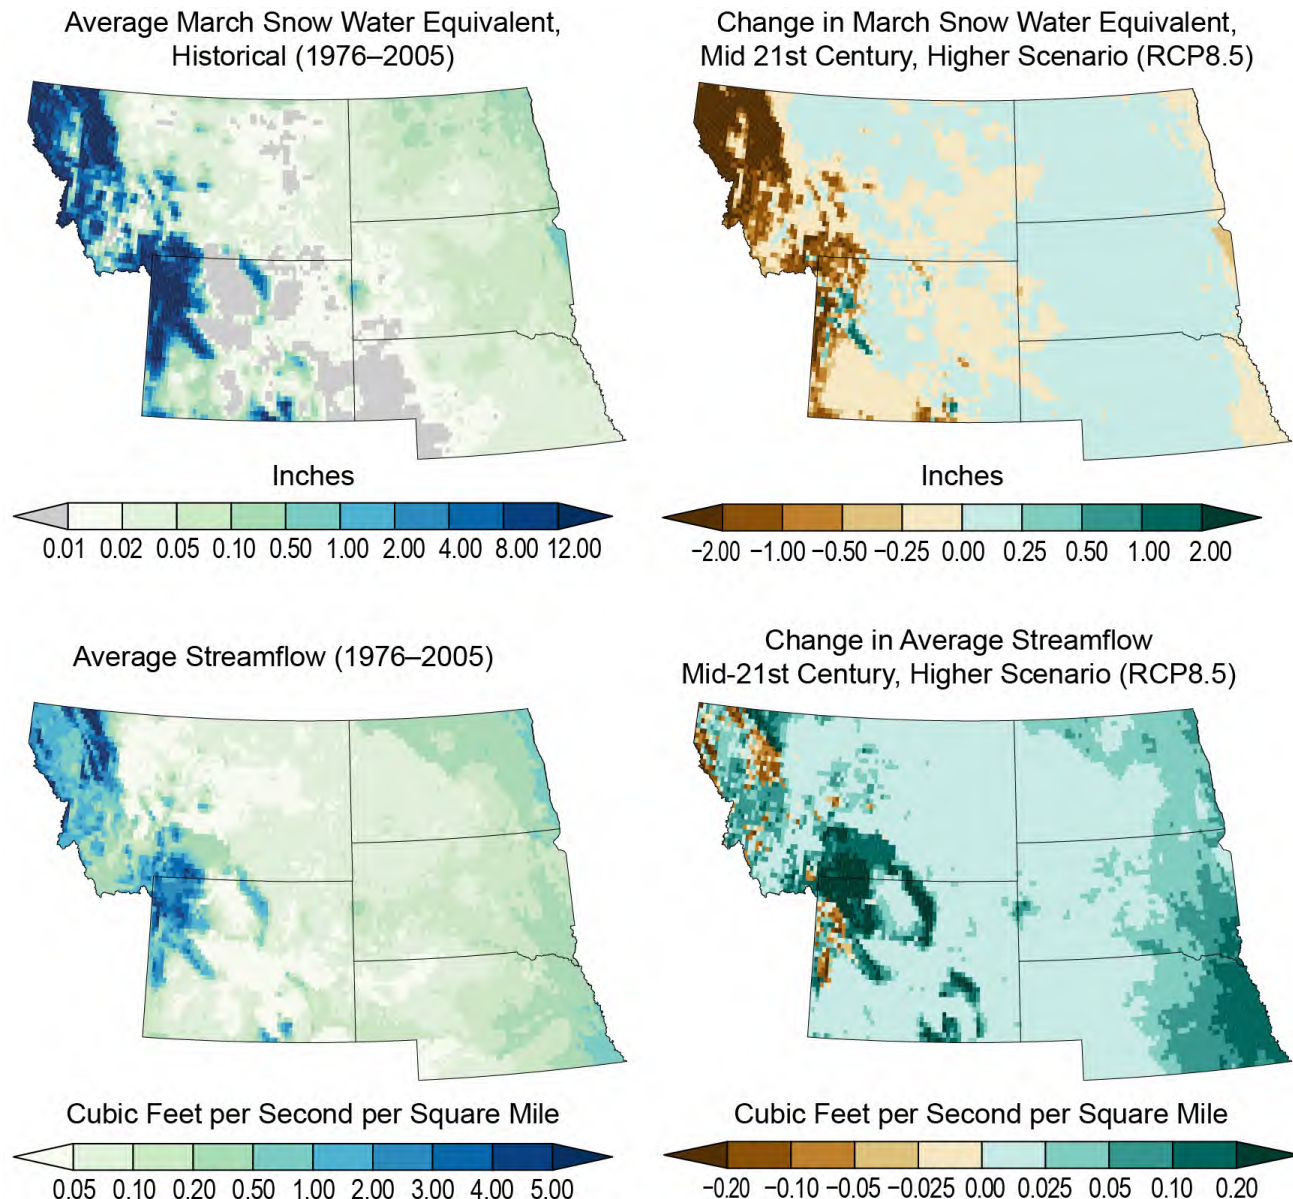 Average March Snow Water Equivalent,
Historical (1976–2005)
Change in March Snow Water Equivalent,
Mid 21st Century, Higher Scenario (RCP8.5)
Inches
0.01 0.02 0.05 0.10 0.50 1.00 2.00 4.00 8.00 12.00
Inches
−2.00 −1.00 −0.50 −0.25 0.00 0.25 0.50 1.00 2.00
Average Streamflow (1976–2005)
Change in Average Streamflow
Mid-21st Century, Higher Scenario (RCP8.5)
Cubic Feet per Second per Square Mile
0.05 0.10 0.20 0.50 1.00 2.00 3.00 4.00 5.00
Cubic Feet per Second per Square Mile
−0.20 −0.10 −0.05 −0.025 0.00 0.025 0.05 0.10 0.20